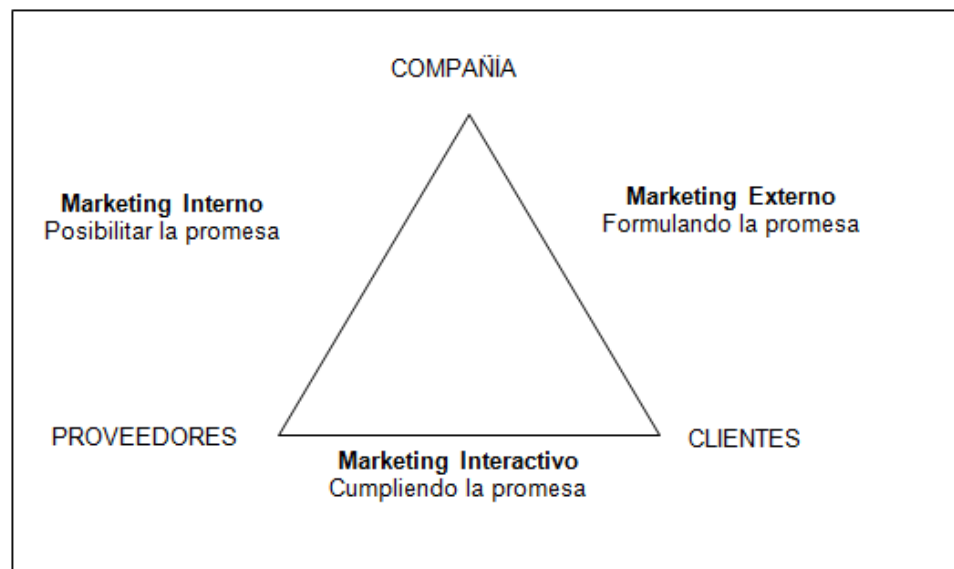 COMPAÑÍA
Marketing Interno
Posibilitar la promesa
Marketing Externo
Formulando la promesa
PROVEEDORES
CLIENTES
Marketing Interactivo
Cumpliendo la promesa